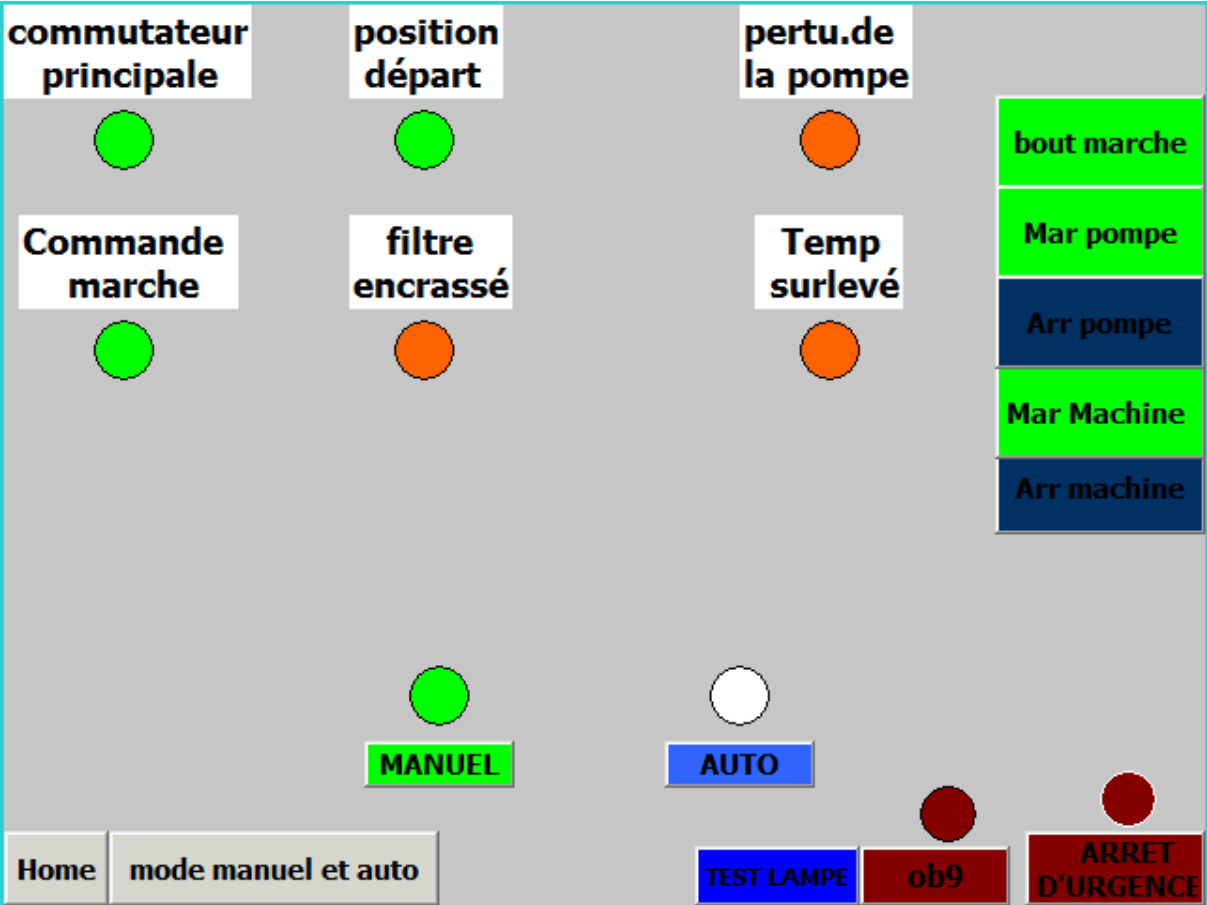 commutateur
principale
position
départ
pertu.de
la pompe
bout marche
Mar pompe
Commande
marche
filtre
encrassé
Temp
surlevé
Arr pompe
Mar Machine
Arr machine
MANUEL
AUTO
Home
mode manuel et auto
TEST LAMPE
ob9
ARRET
D'URGENCE